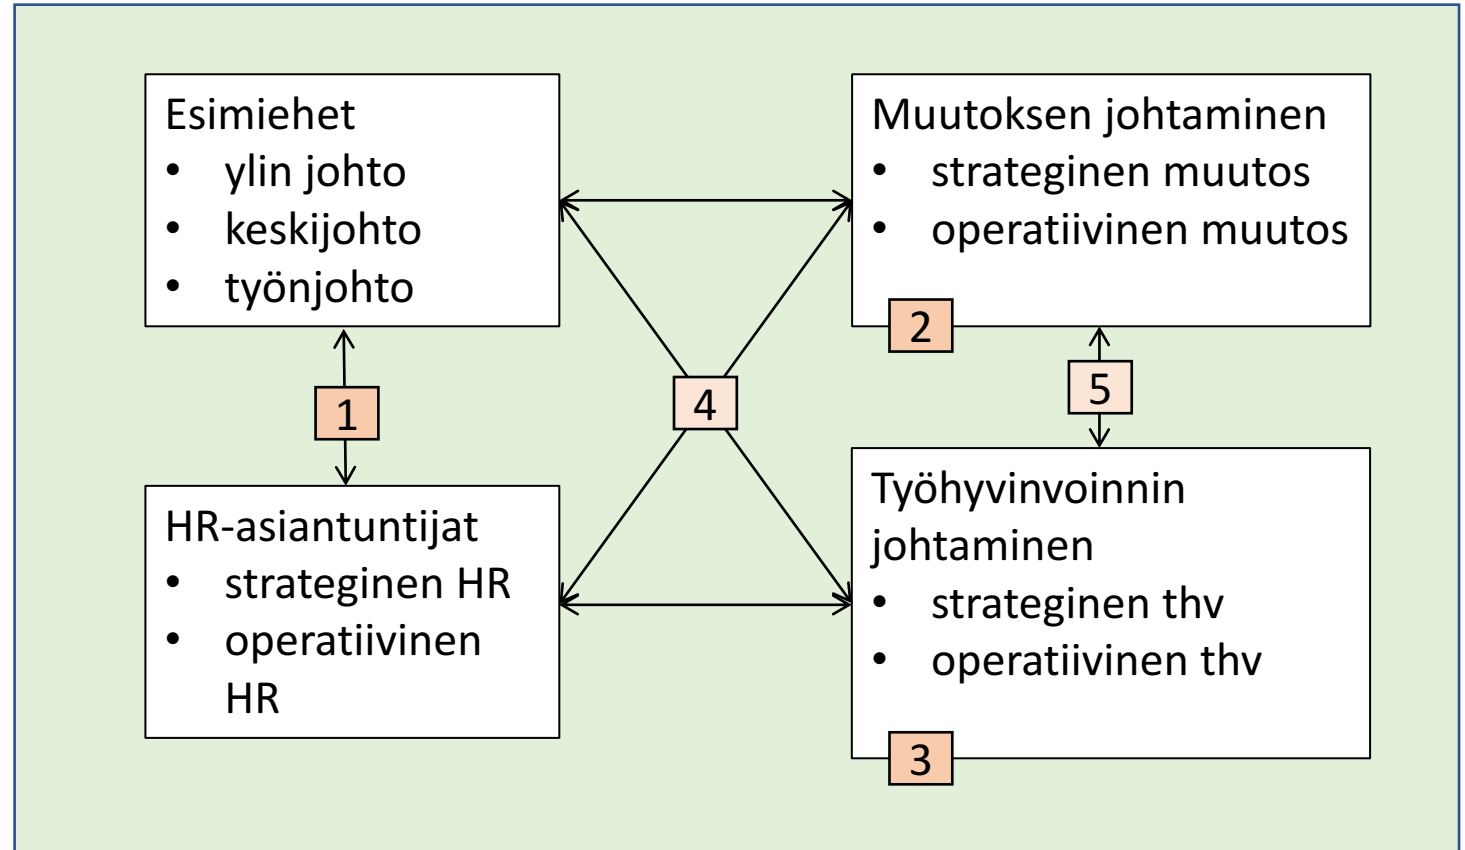 Esimiehet
• ylin johto
• keskijohto
• työnjohto
Muutoksen johtaminen
• strateginen muutos
• operatiivinen muutos
2
1
4
5
HR-asiantuntijat
• strateginen HR
• operatiivinen
HR
Työhyvinvoinnin
johtaminen
• strateginen thv
• operatiivinen thv
3